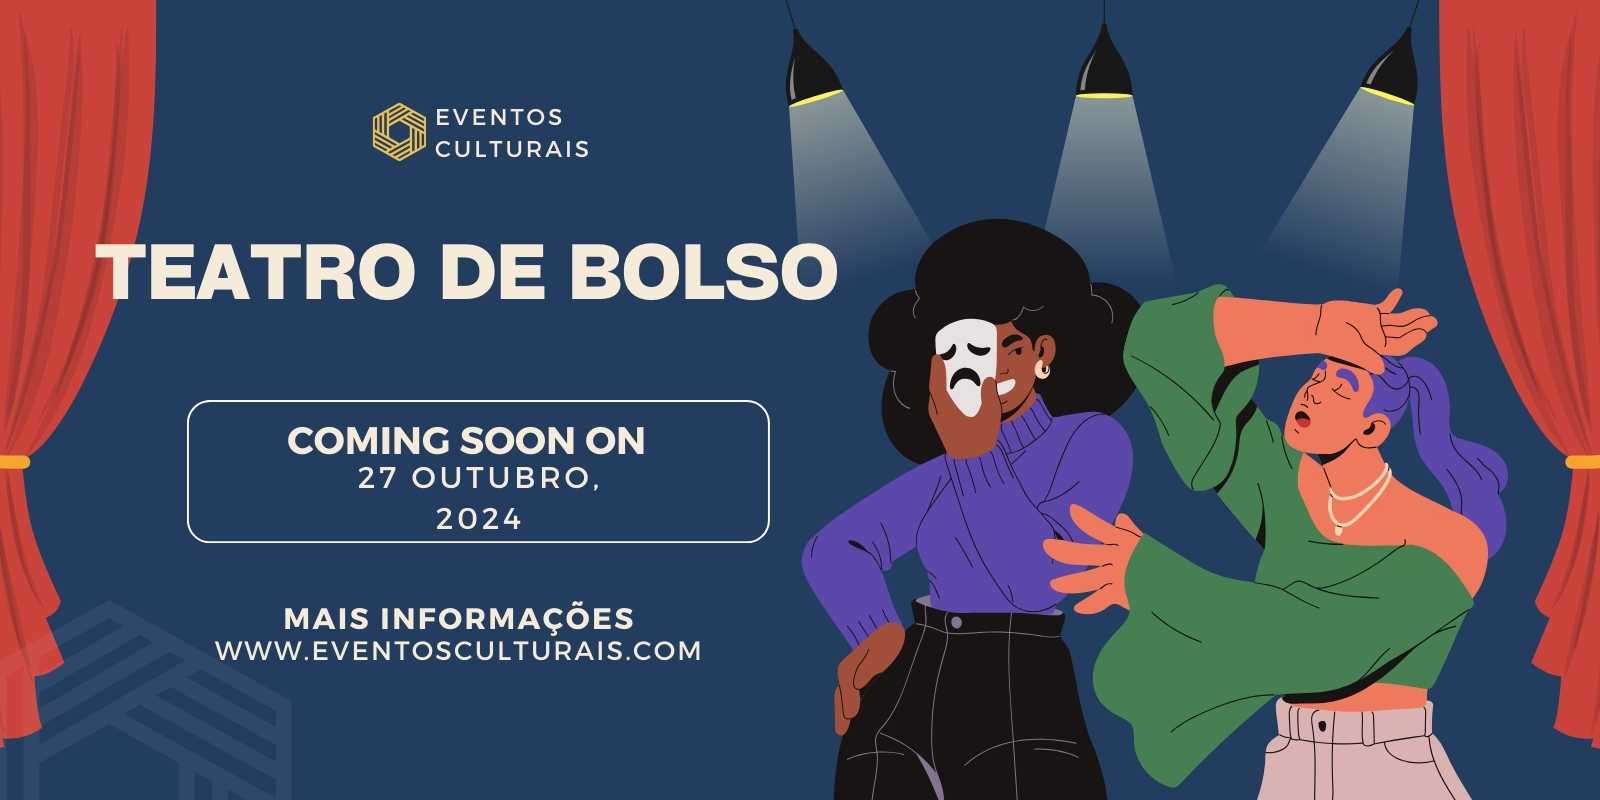 EVENTOS
CULTURAIS
TEATRO DE BOLSO
COMING SOON ON
27 OUTUBRO,
2024
MAIS INFORMAÇÕES
WWW.EVENTOSCULTURAIS.COM